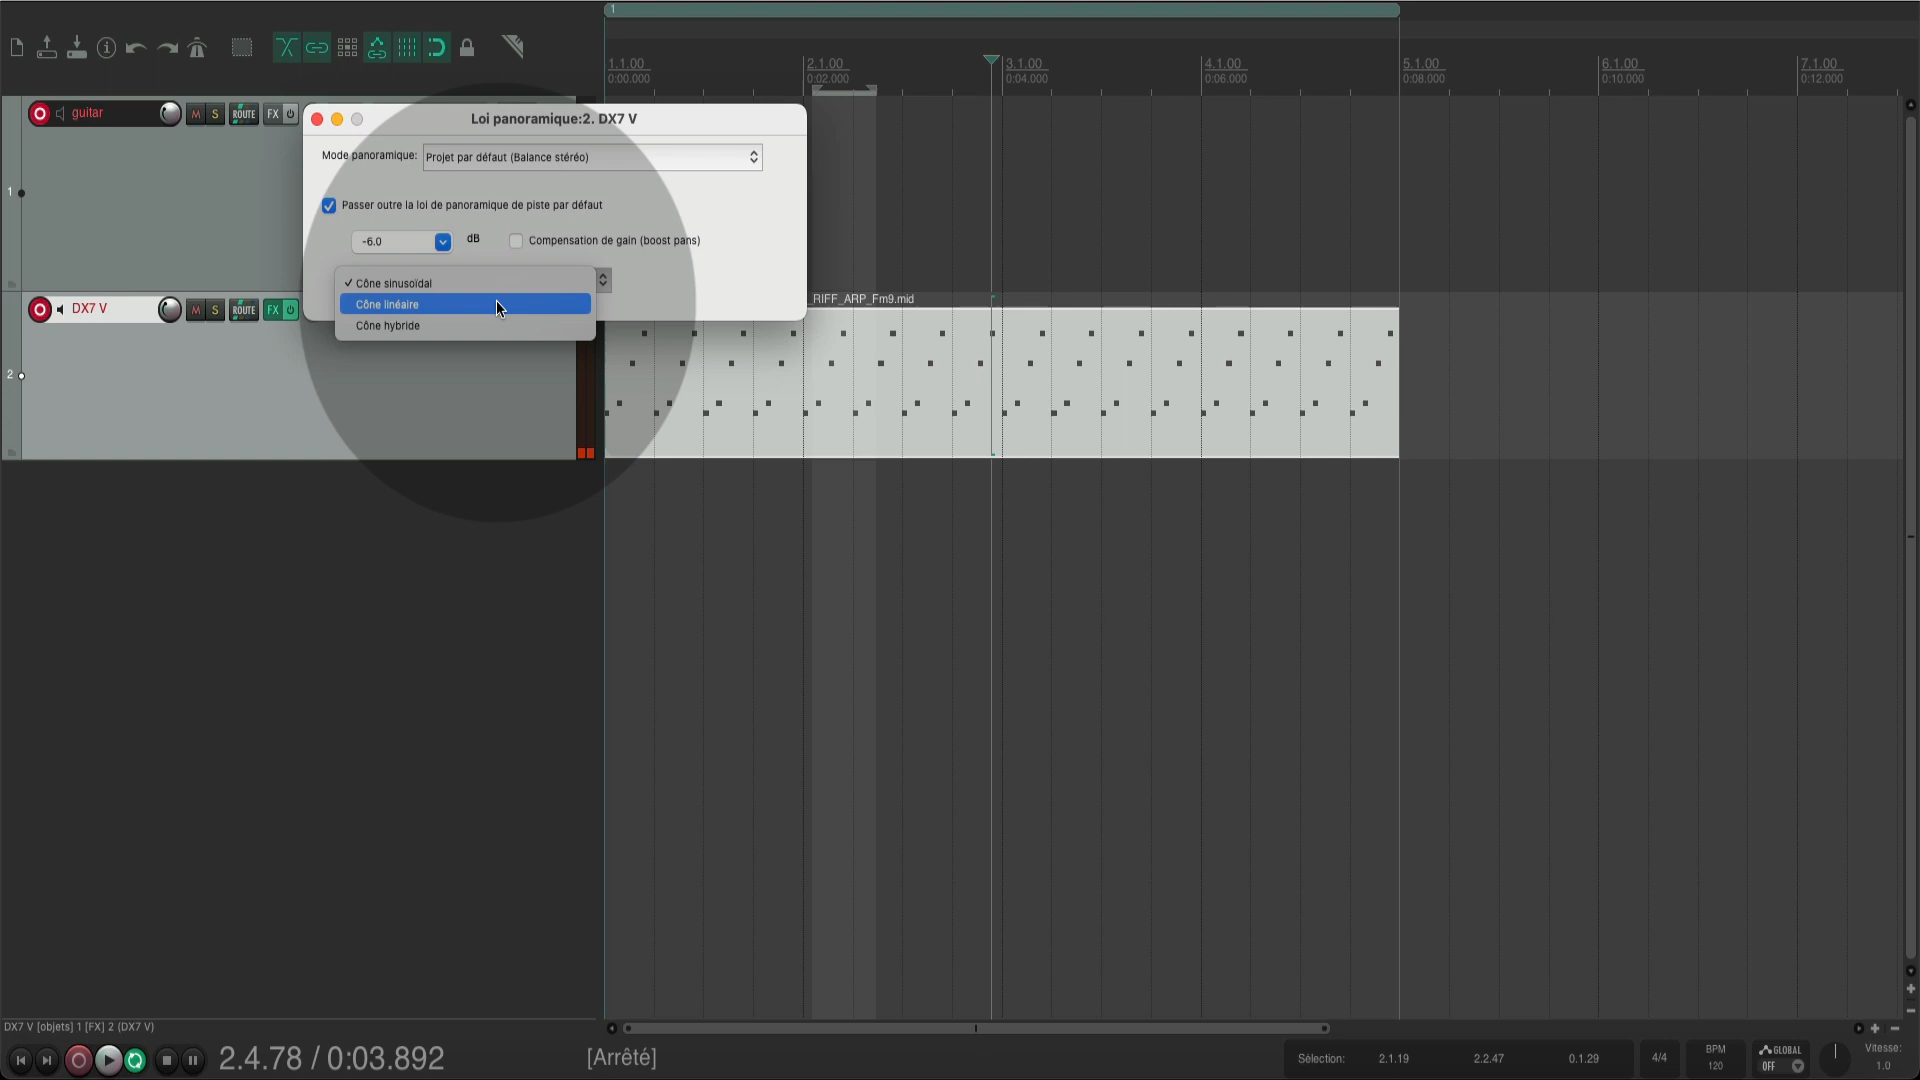 1
1.1.00
0:00.000
2.1.00
0:02.000
3.1.00
0:04.000
4.1.00
0:06.000
5.1.00
0:08.000
6.1.00
0:10.000
7.1.00
0:12.000
guitar
M S ROUTE FX
1
Loi panoramique:2. DX7 V
Mode panoramique: Projet par défaut (Balance stéréo)
Passer outre la loi de panoramique de piste par défaut
-6.0 dB Compensation de gain (boost pans)
✓ Cône sinusoïdal
Cône linéaire
Cône hybride
DX7 V
M S ROUTE FX
2
_RIFF_ARP_Fm9.mid
DX7 V [objets] 1 [FX] 2 (DX7 V)
2.4.78 / 0:03.892
[Arrêté]
Sélection: 2.1.19 2.2.47 0.1.29
4/4
BPM
120
GLOBAL
OFF
Vitesse:
1.0